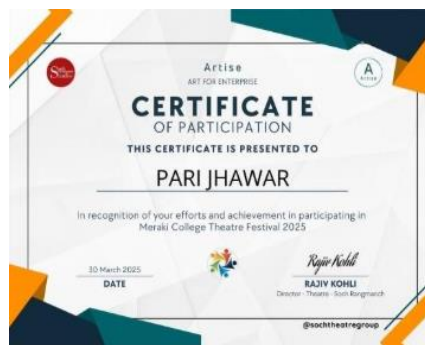 Artise
ART FOR ENTERPRISE
A
Artise
CERTIFICATE
OF PARTICIPATION
THIS CERTIFICATE IS PRESENTED TO
PARI JHAWAR
In recognition of your efforts and achievement in participating in
Meraki College Theatre Festival 2025
30 March 2025
DATE
Rajiv Kohli
RAJIV KOHLI
Director - Theatre - Soch Rangmanch
@sochtheatregroup